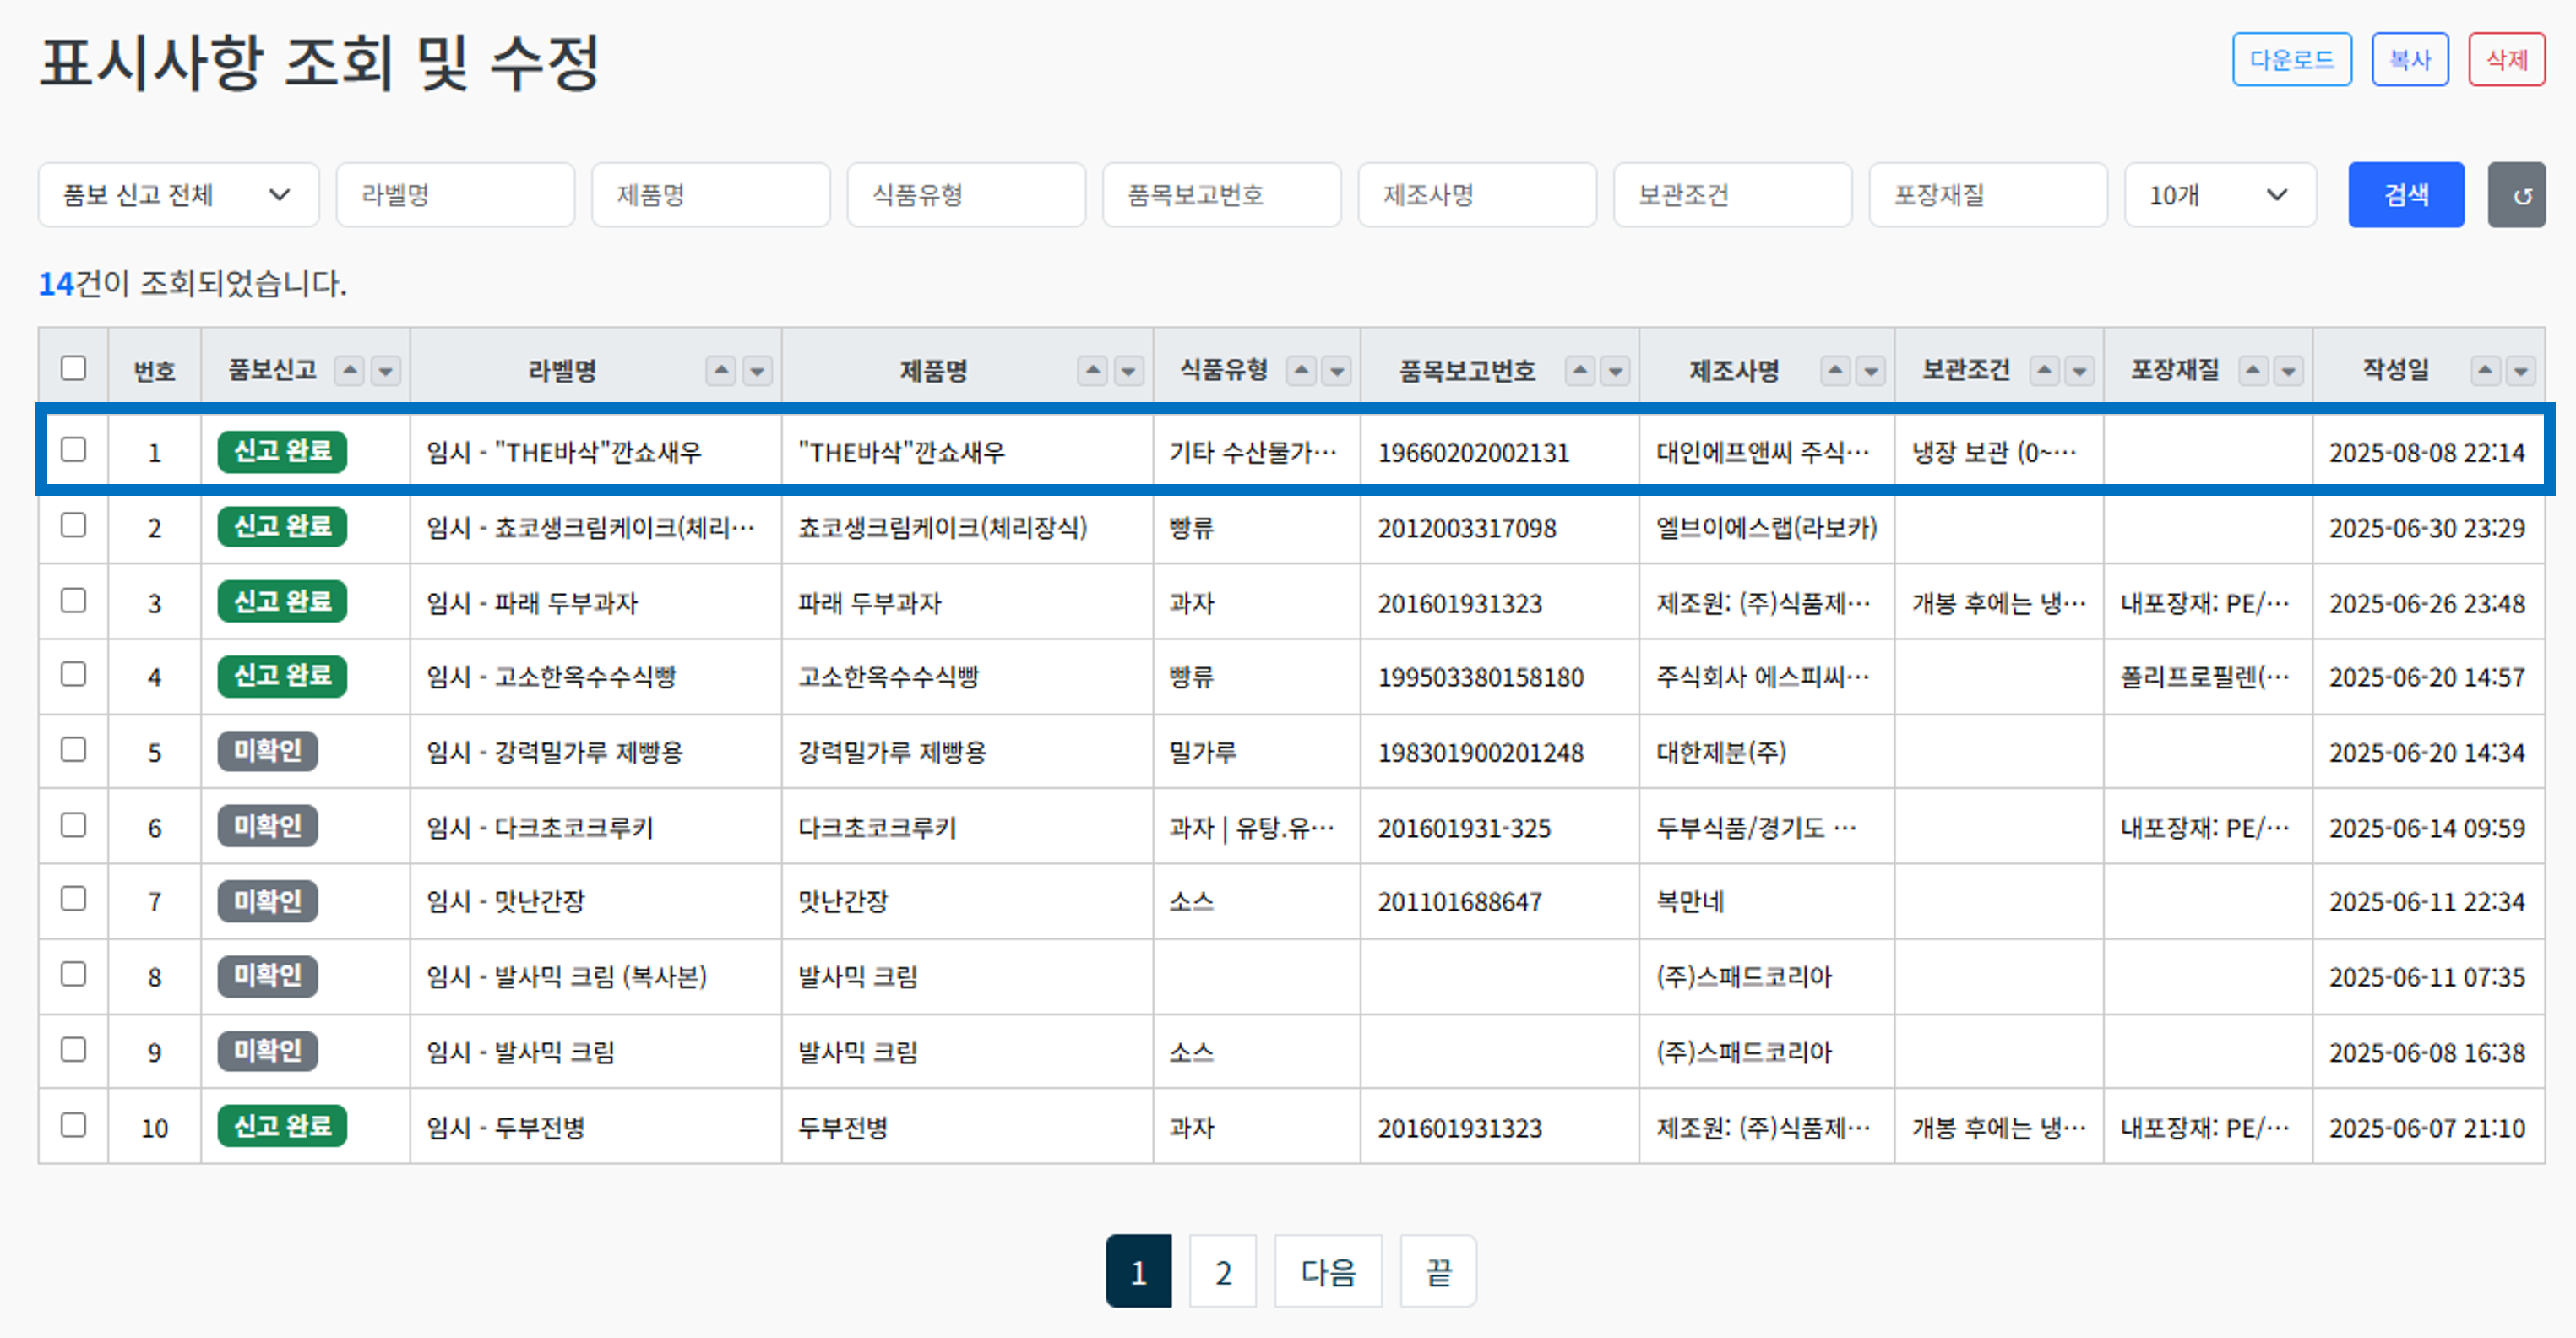 표시사항 조회 및 수정
다운로드 복사 삭제
품보 신고 전체 라벨명 제품명 식품유형 품목보고번호 제조사명 보관조건 포장재질 10개 검색 ↺
14건이 조회되었습니다.
번호 품보신고 라벨명 제품명 식품유형 품목보고번호 제조사명 보관조건 포장재질 작성일
1 신고 완료 임시 - "THE바삭"깐쇼새우 "THE바삭"깐쇼새우 기타 수산물가… 19660202002131 대인에프앤씨 주식… 냉장 보관 (0~… 2025-08-08 22:14
2 신고 완료 임시 - 쵸코생크림케이크(체리… 쵸코생크림케이크(체리장식) 빵류 2012003317098 엘브이에스랩(라보카) 2025-06-30 23:29
3 신고 완료 임시 - 파래 두부과자 파래 두부과자 과자 201601931323 제조원: (주)식품제… 개봉 후에는 냉… 내포장재: PE/… 2025-06-26 23:48
4 신고 완료 임시 - 고소한옥수수식빵 고소한옥수수식빵 빵류 199503380158180 주식회사 에스피씨… 폴리프로필렌(… 2025-06-20 14:57
5 미확인 임시 - 강력밀가루 제빵용 강력밀가루 제빵용 밀가루 198301900201248 대한제분(주) 2025-06-20 14:34
6 미확인 임시 - 다크초코크루키 다크초코크루키 과자 | 유탕.유… 201601931-325 두부식품/경기도 … 내포장재: PE/… 2025-06-14 09:59
7 미확인 임시 - 맛난간장 맛난간장 소스 201101688647 복만네 2025-06-11 22:34
8 미확인 임시 - 발사믹 크림 (복사본) 발사믹 크림 (주)스패드코리아 2025-06-11 07:35
9 미확인 임시 - 발사믹 크림 발사믹 크림 소스 (주)스패드코리아 2025-06-08 16:38
10 신고 완료 임시 - 두부전병 두부전병 과자 201601931323 제조원: (주)식품제… 개봉 후에는 냉… 내포장재: PE/… 2025-06-07 21:10
1 2 다음 끝